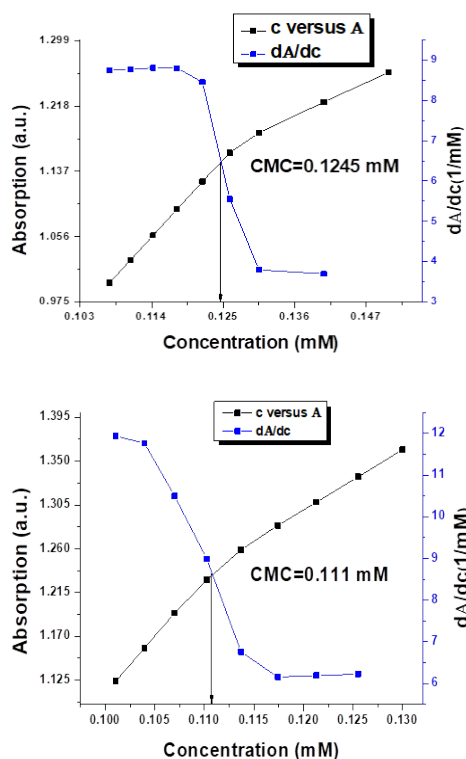 c versus A
dA/dc
1.299
1.218
1.137
1.056
0.975
Absorption (a.u.)
9
8
7
6
5
4
3
dA/dc(1/mM)
CMC=0.1245 mM
0.103 0.114 0.125 0.136 0.147
Concentration (mM)
c versus A
dA/dc
1.395
1.350
1.305
1.260
1.215
1.170
1.125
Absorption (a.u.)
12
11
10
9
8
7
6
dA/dc(1/mM)
CMC=0.111 mM
0.100 0.105 0.110 0.115 0.120 0.125 0.130
Concentration (mM)